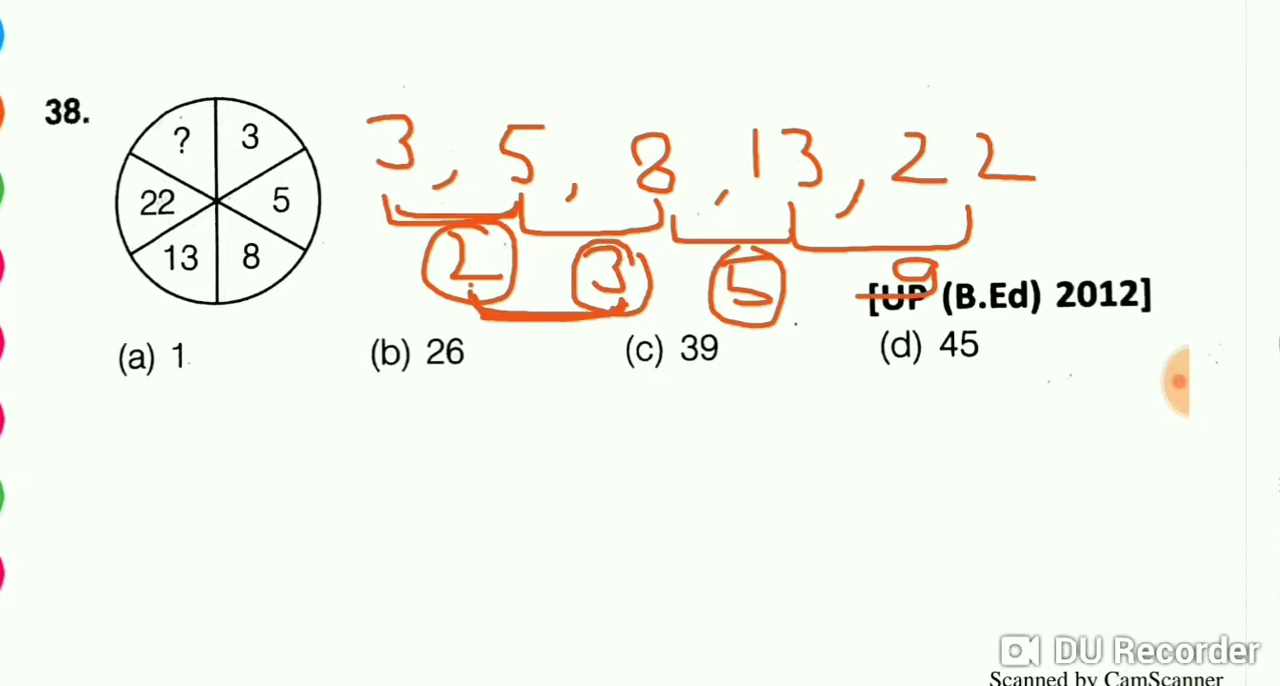 38.
? 3
22 5
13 8
3, 5, 8, 13, 22
2 3 5 9
[UP (B.Ed) 2012]
(a) 1 (b) 26 (c) 39 (d) 45
DU Recorder
Scanned by CamScanner